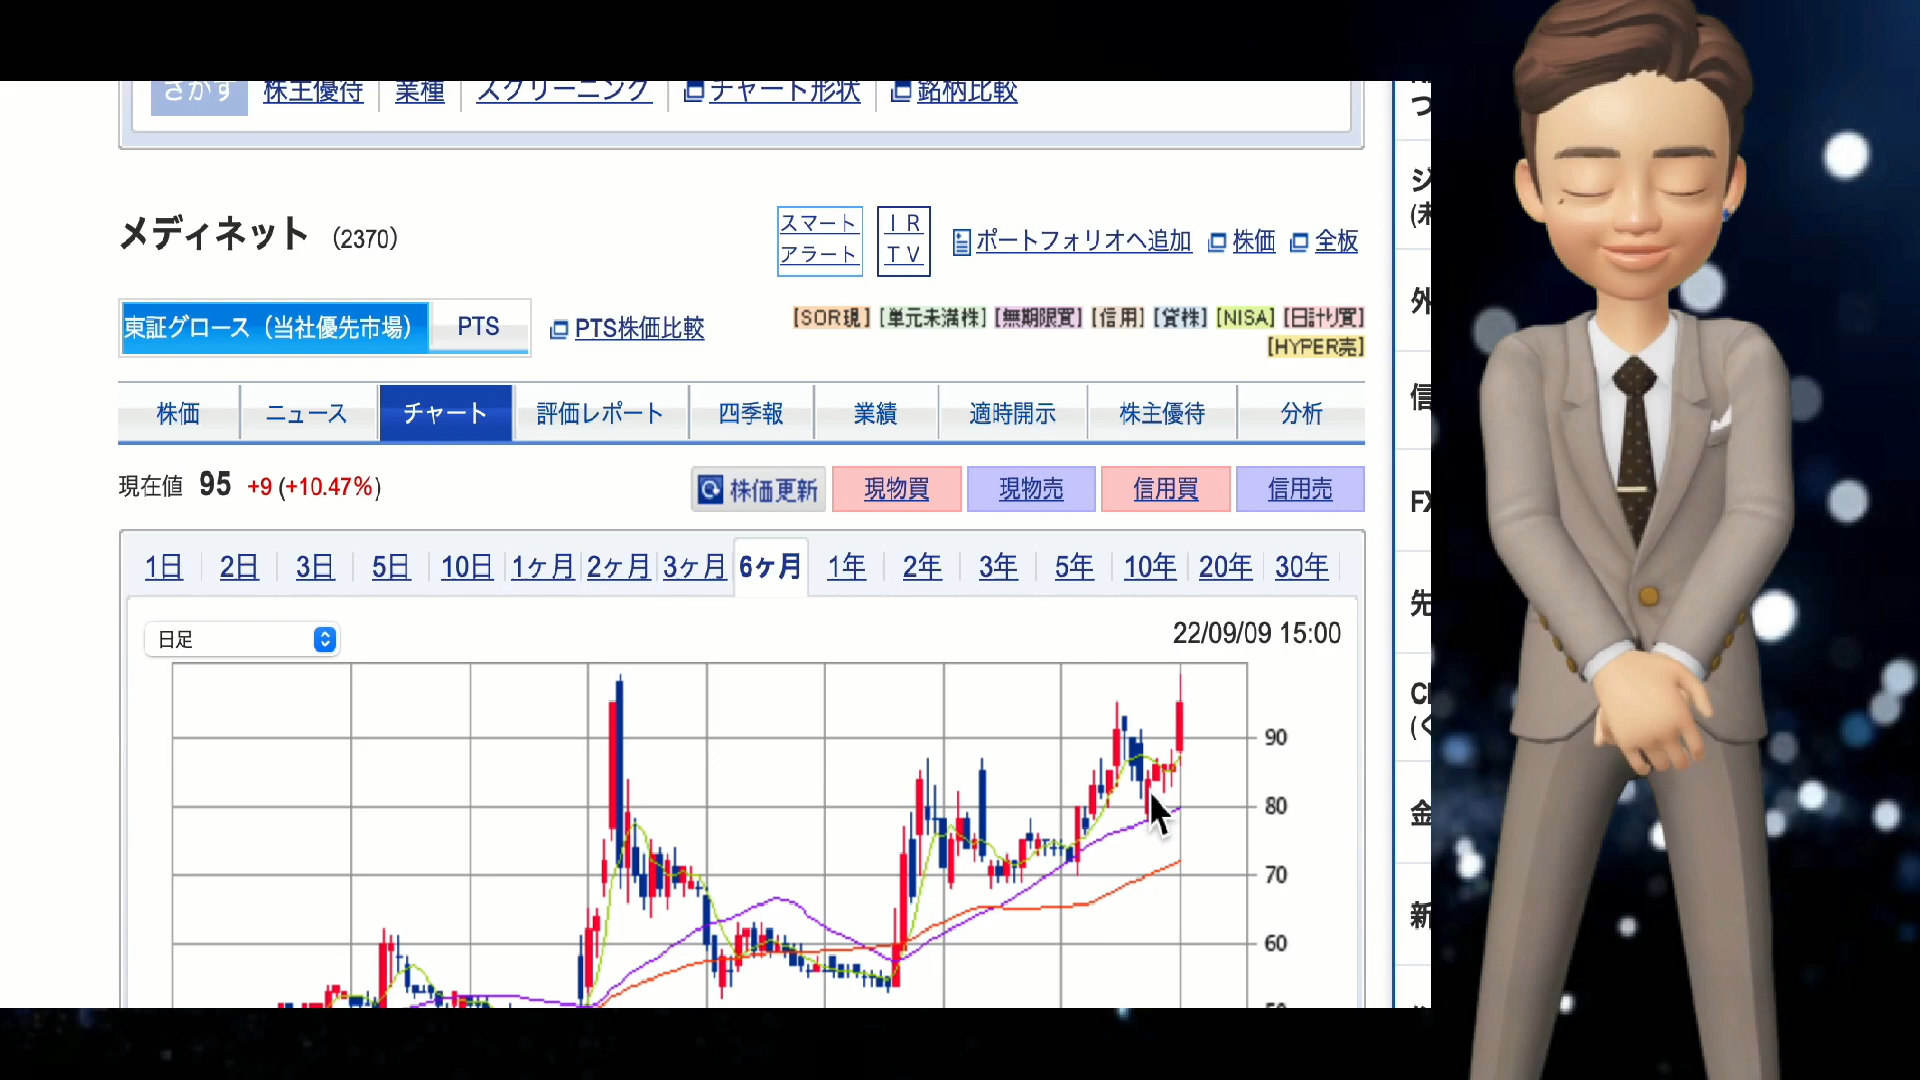 さがす 株主優待 業種 スクリーニング チャート形状 銘柄比較
メディネット (2370)
スマートアラート IRTV ポートフォリオへ追加 株価 全板
東証グロース（当社優先市場） PTS PTS株価比較
[SOR現] [単元未満株] [無期限寞] [信用] [貸株] [NISA] [日計り寞]
[HYPER売]
株価 ニュース チャート 評価レポート 四季報 業績 適時開示 株主優待 分析
現在値 95 +9 (+10.47%) 株価更新 現物買 現物売 信用買 信用売
1日 2日 3日 5日 10日 1ヶ月 2ヶ月 3ヶ月 6ヶ月 1年 2年 3年 5年 10年 20年 30年
日足 22/09/09 15:00
90
80
70
60
つ
ジ
外
信
先
金
新